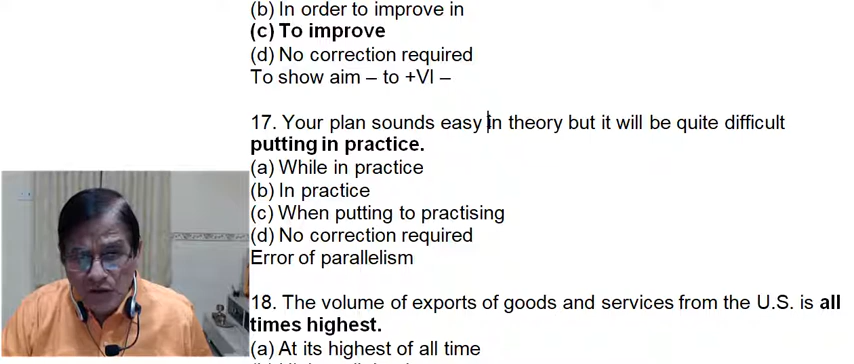 (b) In order to improve in
(c) To improve
(d) No correction required
To show aim – to +VI –
17. Your plan sounds easy in theory but it will be quite difficult
putting in practice.
(a) While in practice
(b) In practice
(c) When putting to practising
(d) No correction required
Error of parallelism
18. The volume of exports of goods and services from the U.S. is all
times highest.
(a) At its highest of all time